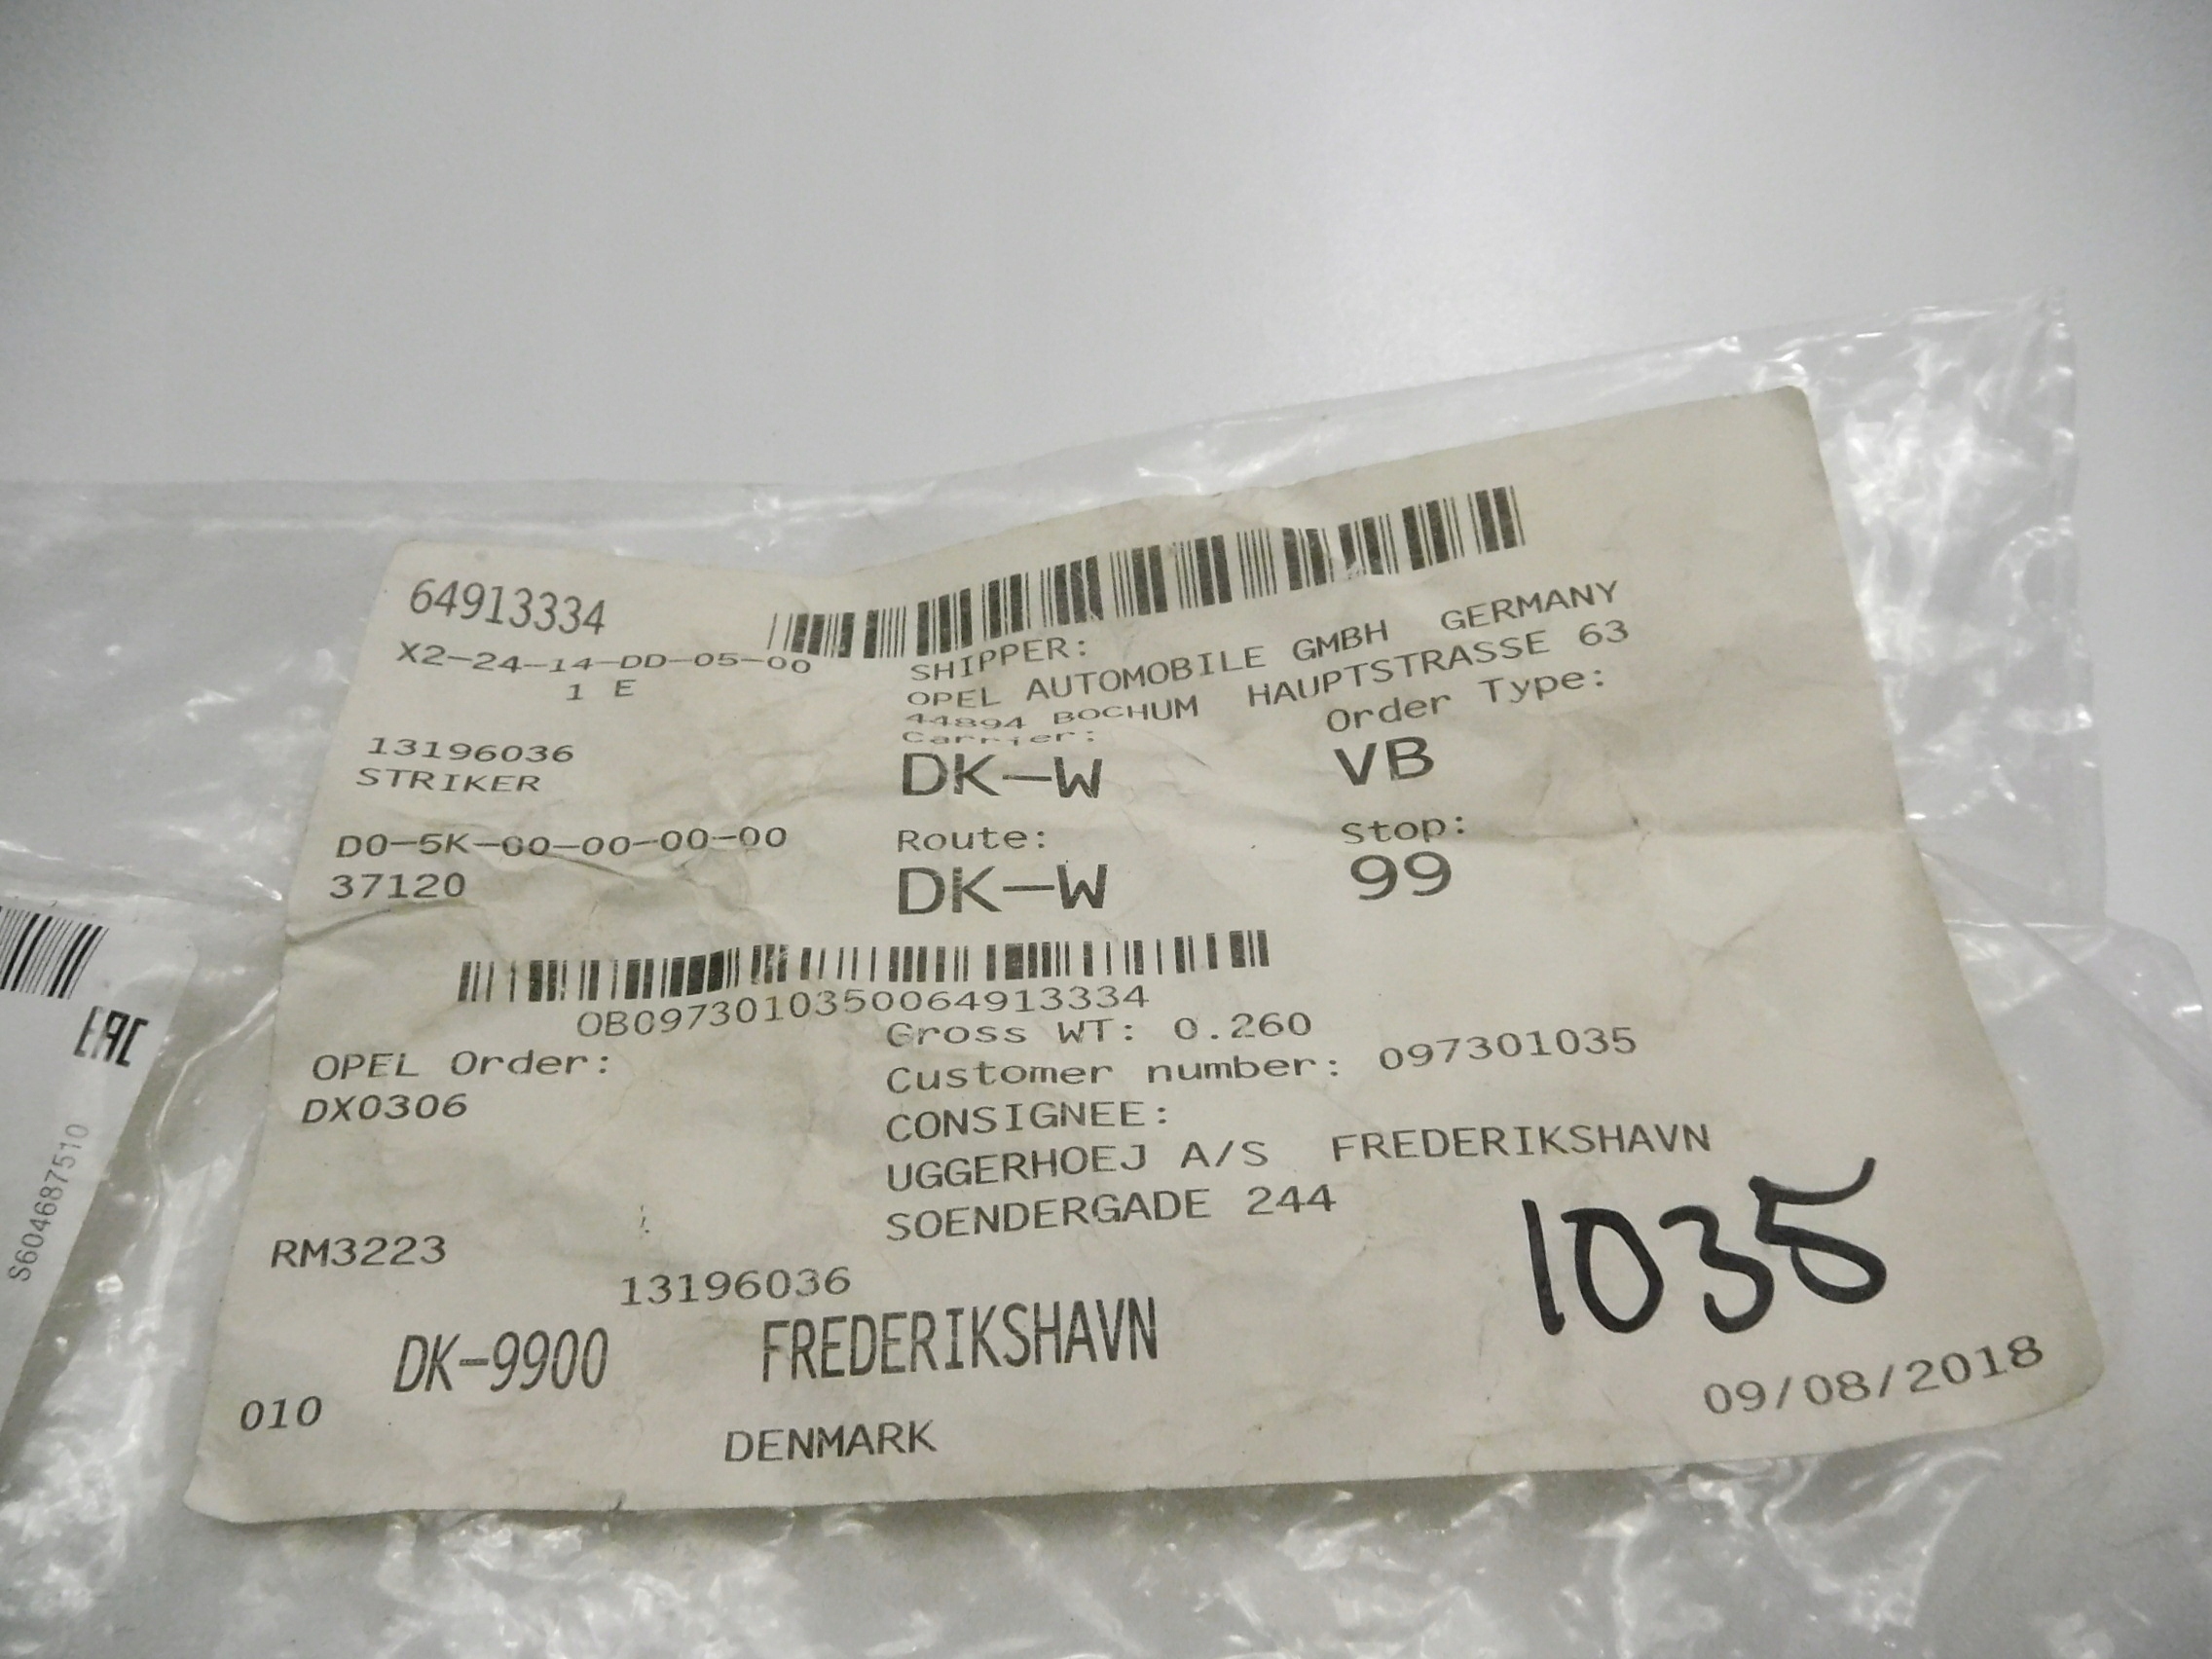 64913334
X2-24-14-DD-05-00
1 E
SHIPPER:
OPEL AUTOMOBILE GMBH GERMANY
44894 BOCHUM HAUPTSTRASSE 63
13196036
STRIKER
Carrier: Order Type:
DK-W VB
D0-5K-00-00-00-00
37120
Route: Stop:
DK-W 99
OB0973010350064913334
Gross WT: 0.260
OPEL Order:
DX0306
Customer number: 097301035
CONSIGNEE:
UGGERHOEJ A/S FREDERIKSHAVN
SOENDERGADE 244
1035
RM3223
13196036
DK-9900 FREDERIKSHAVN
010
DENMARK
09/08/2018
EAC
S604687510